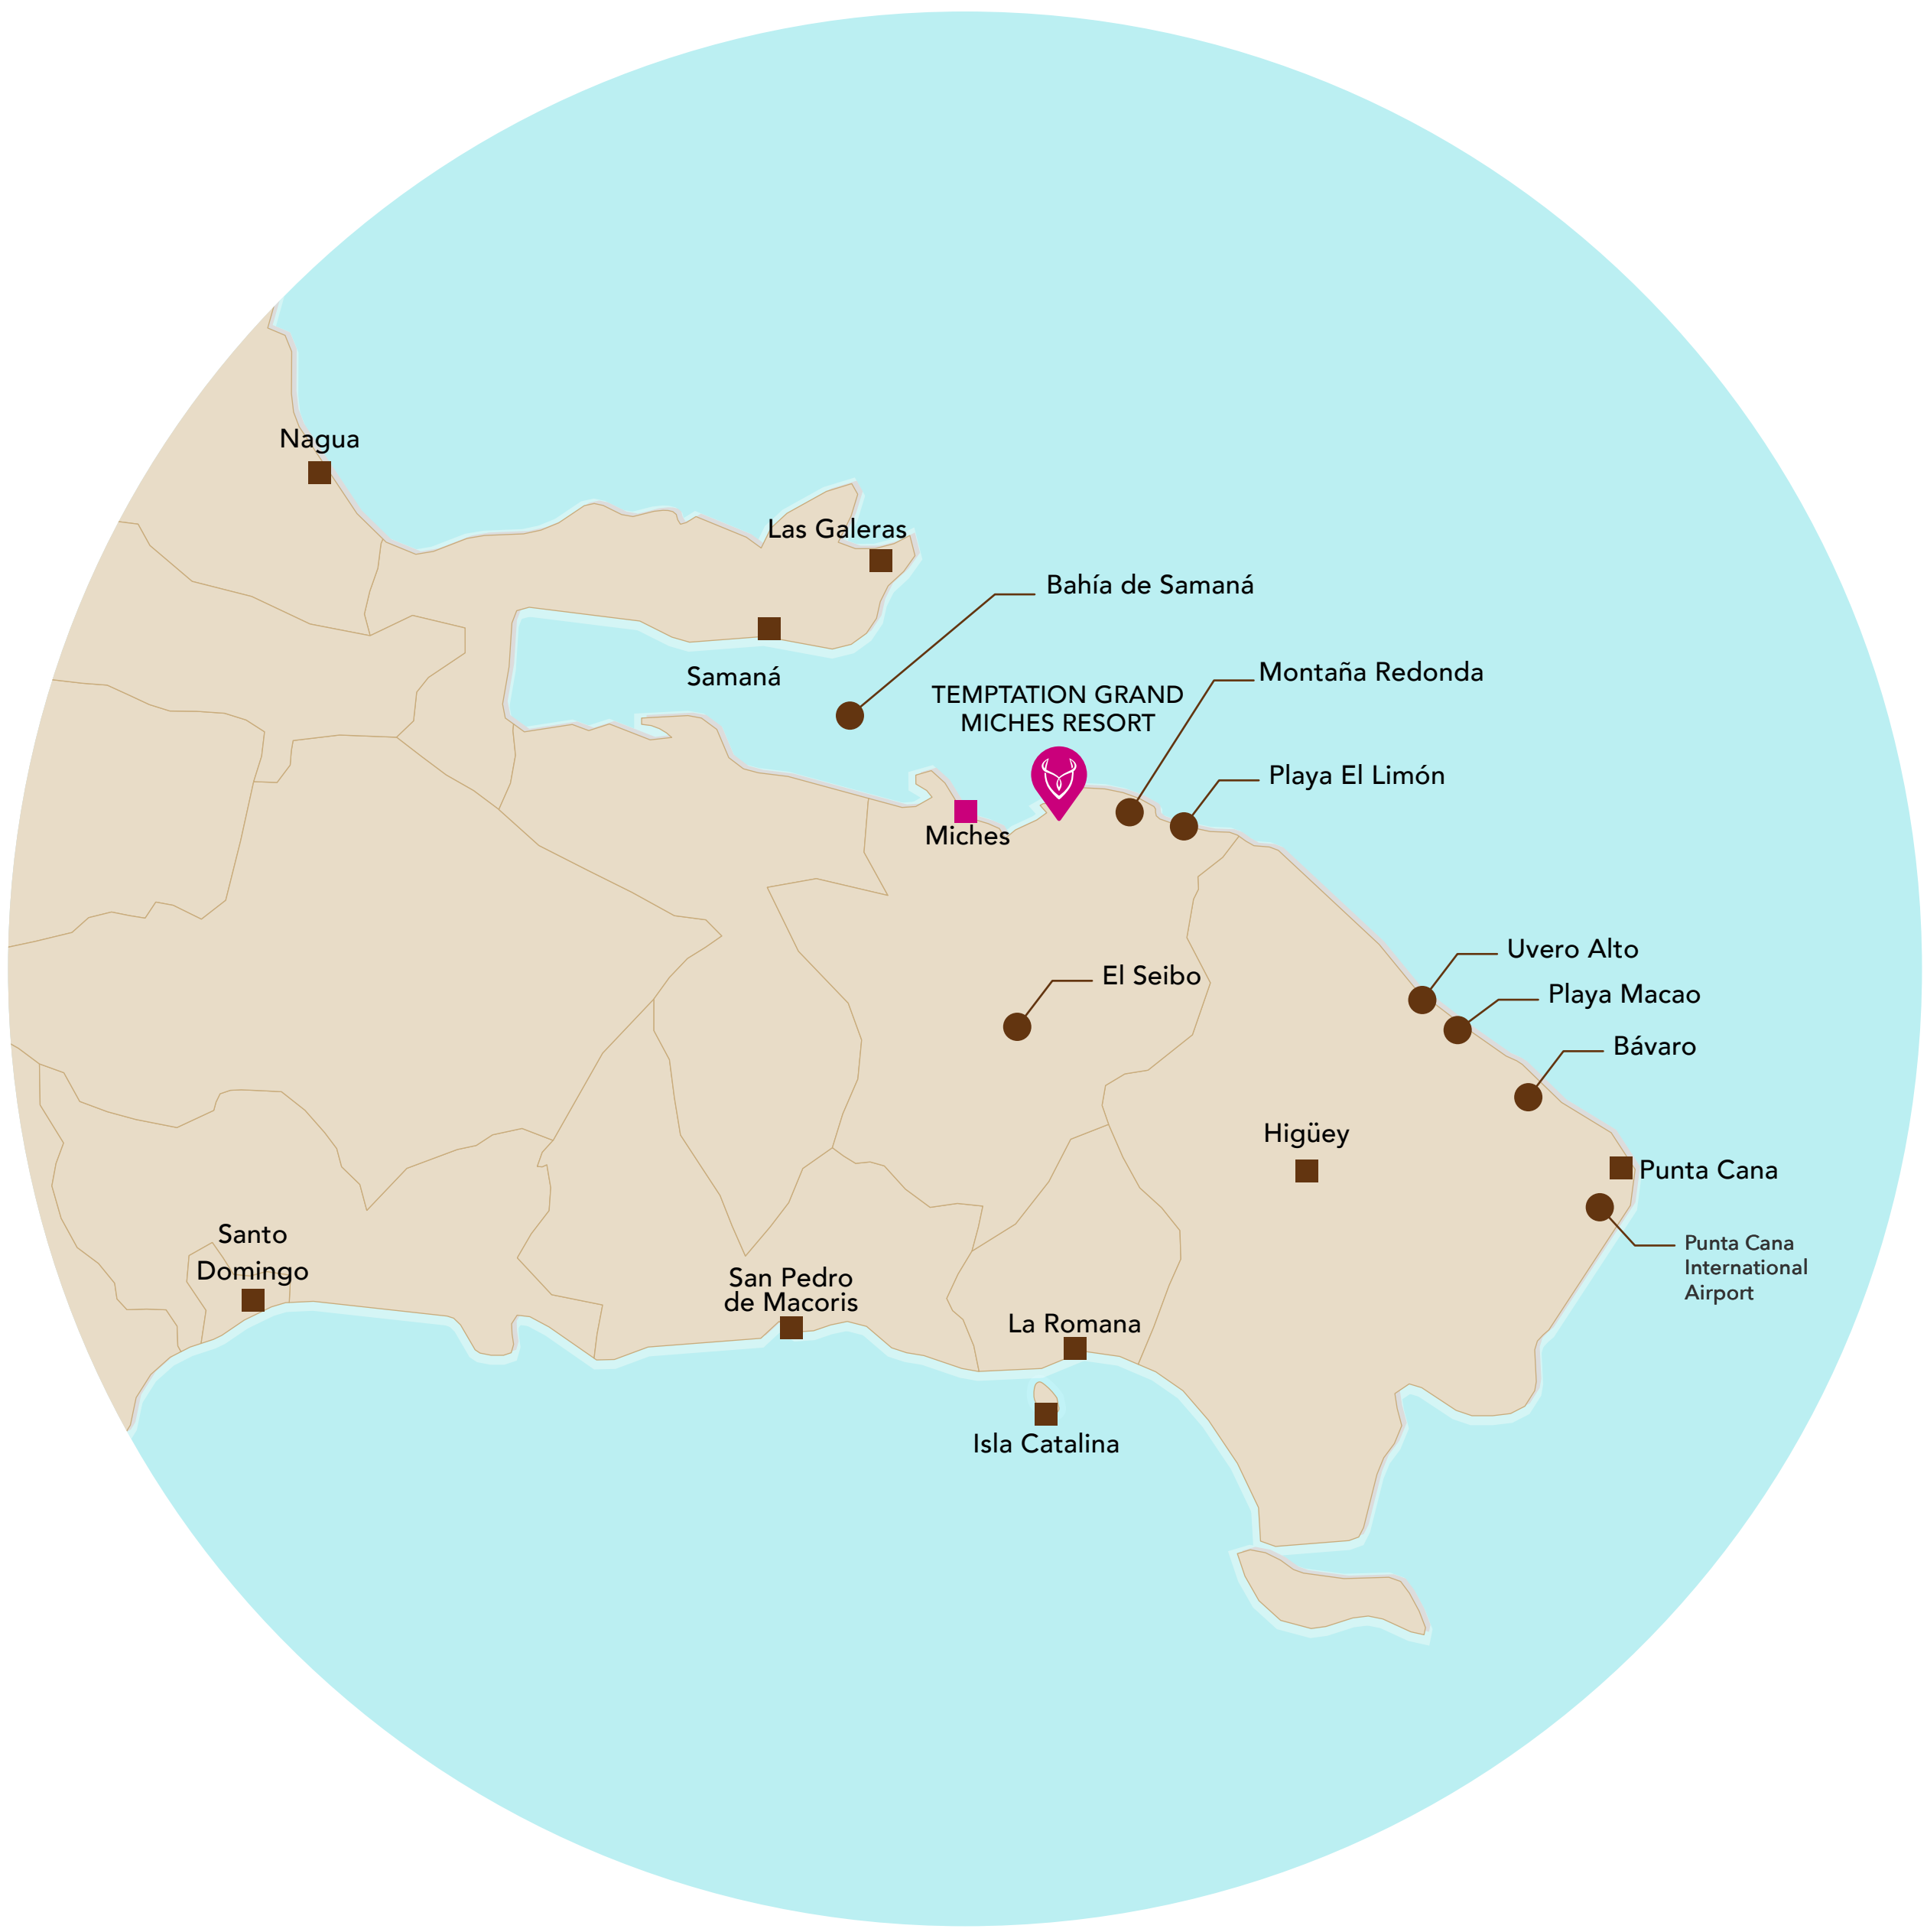 Nagua
Las Galeras
Bahía de Samaná
Samaná
Montaña Redonda
TEMPTATION GRAND
MICHES RESORT
Playa El Limón
Miches
Uvero Alto
El Seibo
Playa Macao
Bávaro
Higüey
Punta Cana
Santo
Domingo
Punta Cana
International
Airport
San Pedro
de Macoris
La Romana
Isla Catalina